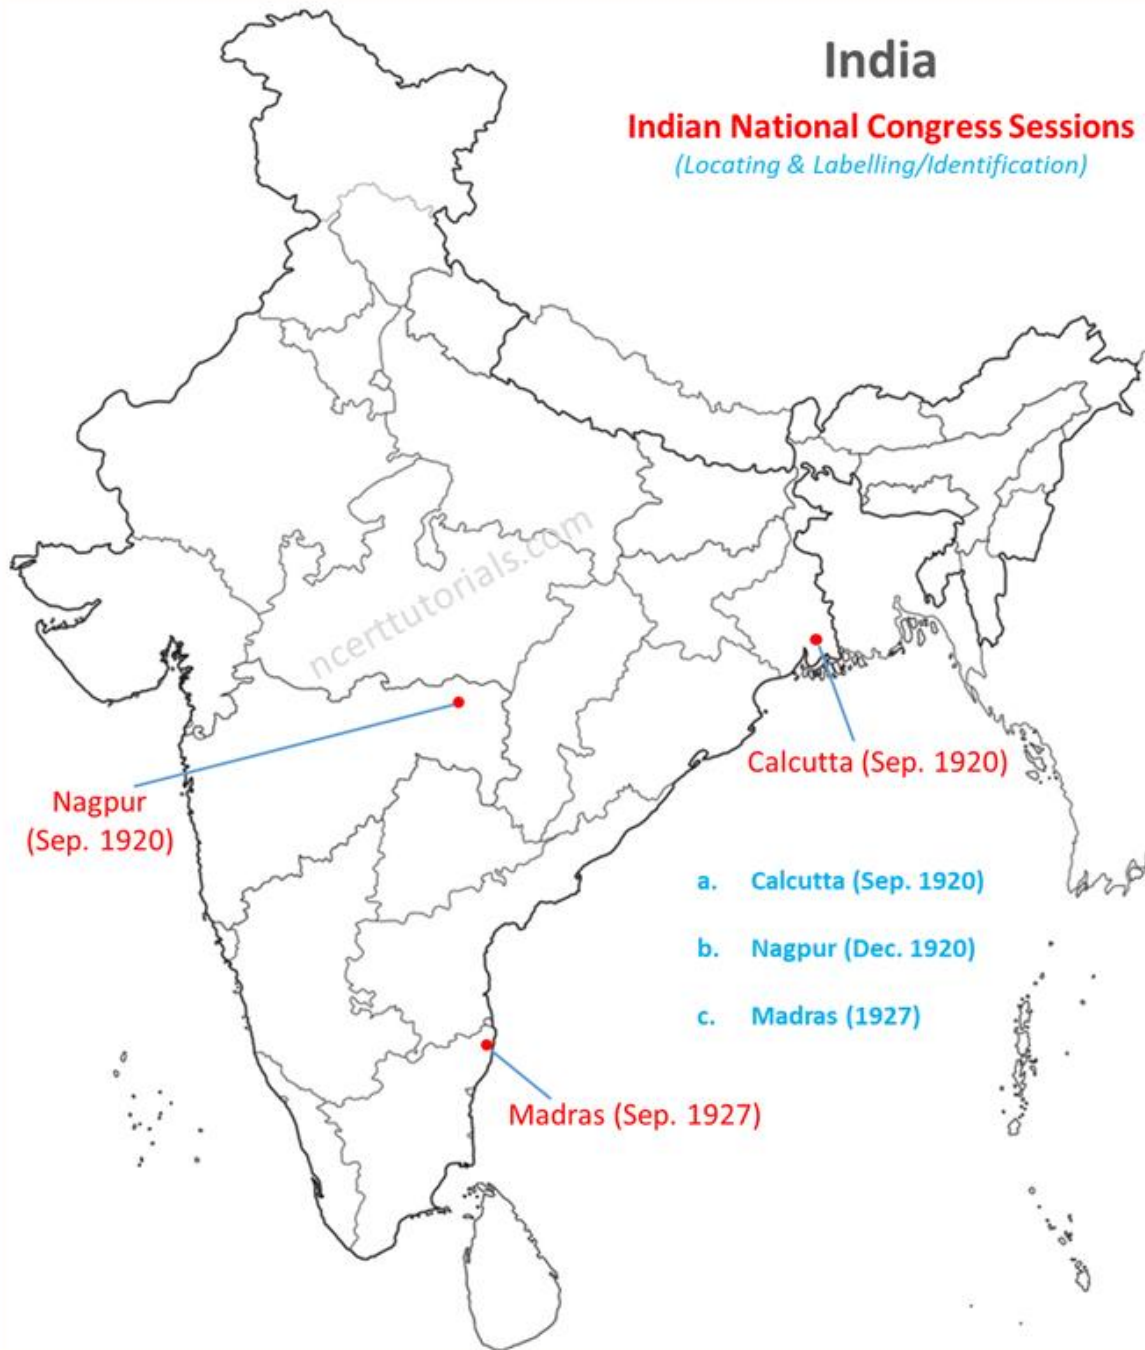 India
Indian National Congress Sessions
(Locating & Labelling/Identification)
ncerttutorials.com
Calcutta (Sep. 1920)
Nagpur
(Sep. 1920)
a. Calcutta (Sep. 1920)
b. Nagpur (Dec. 1920)
c. Madras (1927)
Madras (Sep. 1927)